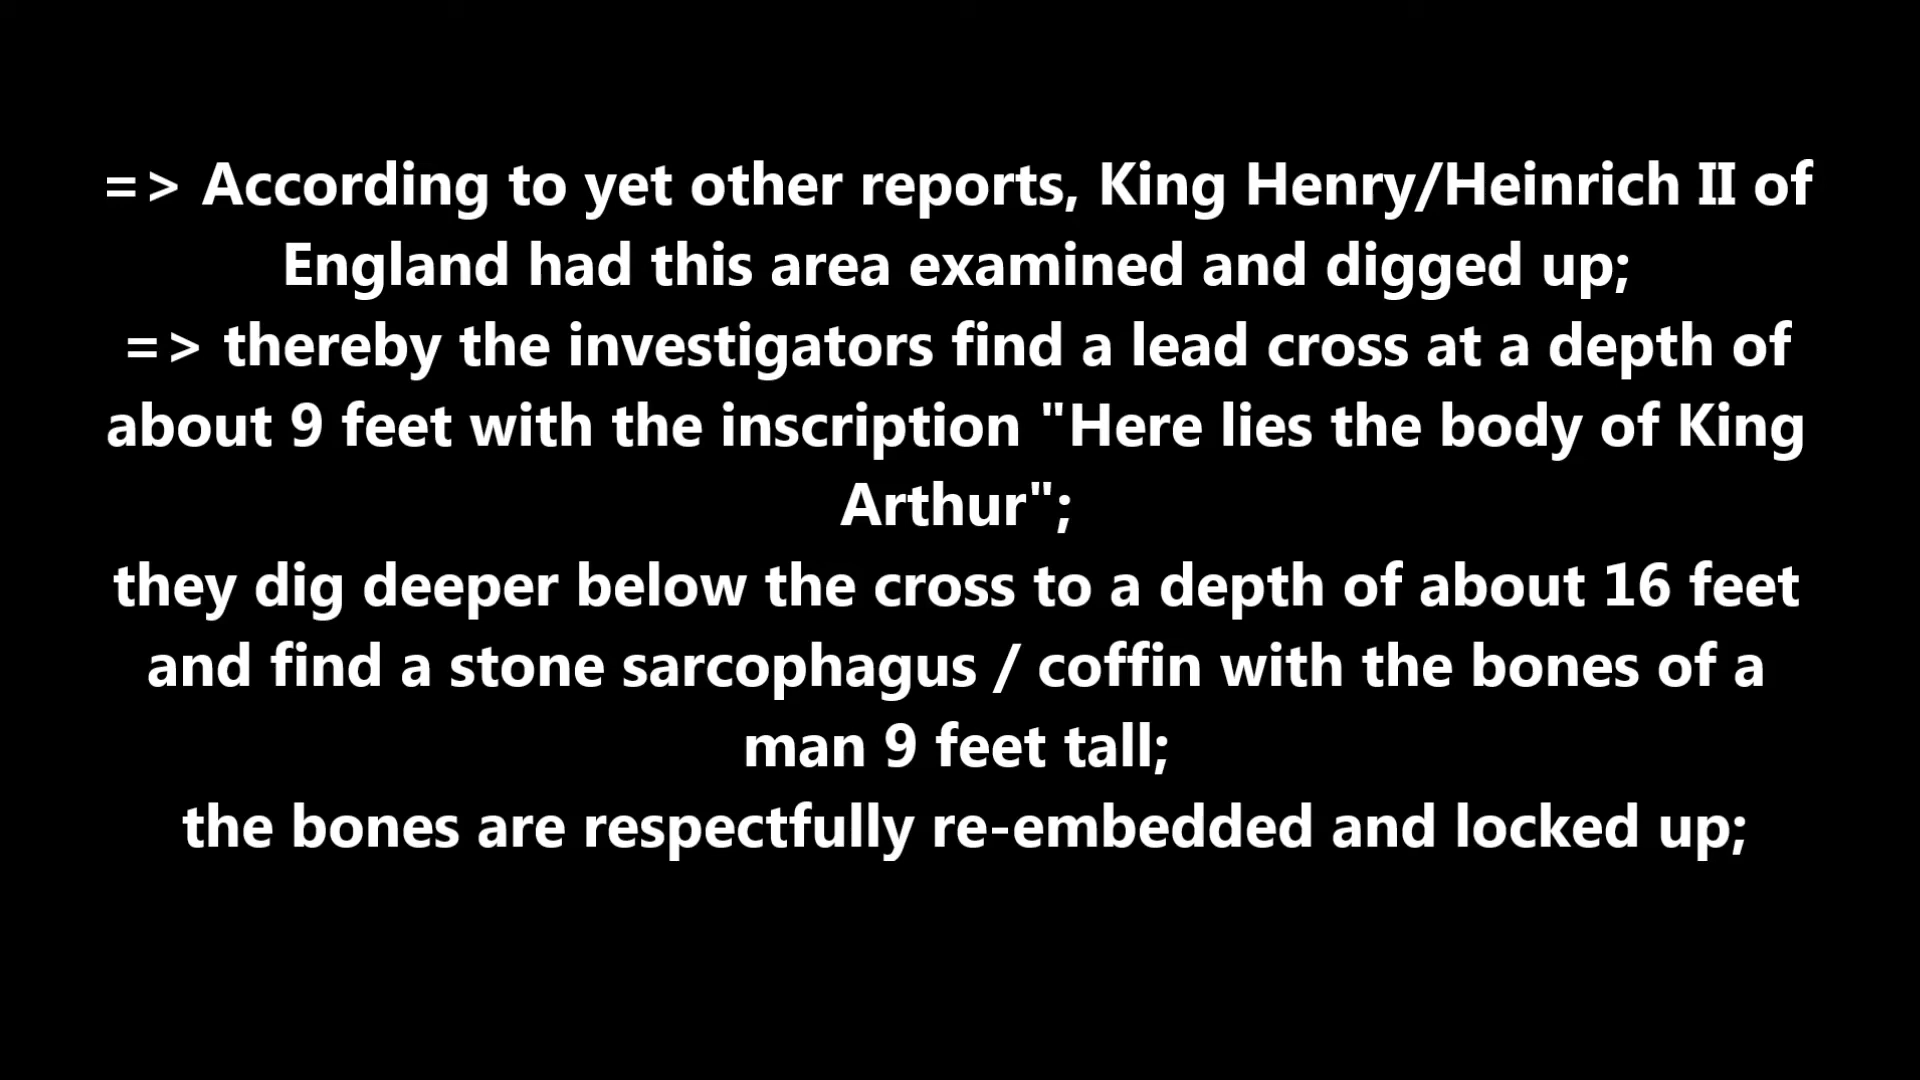 => According to yet other reports, King Henry/Heinrich II of
England had this area examined and digged up;
=> thereby the investigators find a lead cross at a depth of
about 9 feet with the inscription "Here lies the body of King
Arthur";
they dig deeper below the cross to a depth of about 16 feet
and find a stone sarcophagus / coffin with the bones of a
man 9 feet tall;
the bones are respectfully re-embedded and locked up;